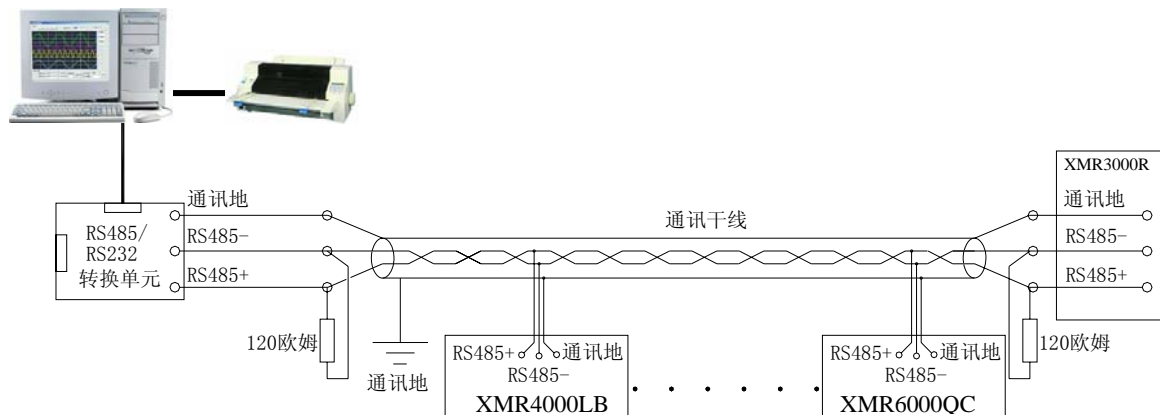 XMR3000R
通讯地
通讯干线
通讯地
RS485/
RS232
转换单元
RS485-
RS485-
RS485+
RS485+
120欧姆
通讯地
RS485+
通讯地
RS485-
XMR4000LB
RS485+
通讯地
RS485-
XMR6000QC
120欧姆